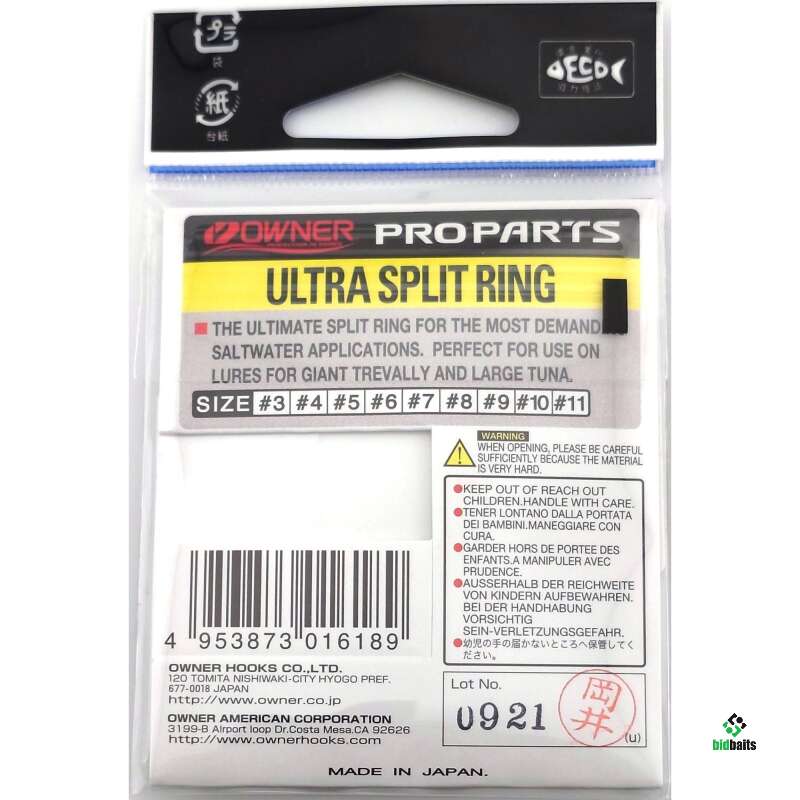 プラ
袋
紙
台紙
ECO
OWNER PROPARTS
ULTRA SPLIT RING
THE ULTIMATE SPLIT RING FOR THE MOST DEMAND
SALTWATER APPLICATIONS. PERFECT FOR USE ON
LURES FOR GIANT TREVALLY AND LARGE TUNA.
SIZE #3 #4 #5 #6 #7 #8 #9 #10 #11
WARNING
WHEN OPENING, PLEASE BE CAREFUL
SUFFICIENTLY BECAUSE THE MATERIAL
IS VERY HARD.
●KEEP OUT OF REACH OUT
CHILDREN.HANDLE WITH CARE.
●TENER LONTANO DALLA PORTATA
DEI BAMBINI.MANEGGIARE CON
CURA.
●GARDER HORS DE PORTEE DES
ENFANTS.A MANIPULER AVEC
PRUDENCE.
●AUSSERHALB DER REICHWEITE
VON KINDERN AUFBEWAHREN.
BEI DER HANDHABUNG
VORSICHTIG
SEIN-VERLETZUNGSGEFAHR.
●幼児の手の届かないところへ保管してく
ださい。
4 953873 016189
OWNER HOOKS CO.,LTD.
120 TOMITA NISHIWAKI-CITY HYOGO PREF.
677-0018 JAPAN
http://www.owner.co.jp
OWNER AMERICAN CORPORATION
3199-B Airport loop Dr.Costa Mesa.CA 92626
http://www.ownerhooks.com
Lot No.
0921
岡井
(u)
MADE IN JAPAN.
bidbaits